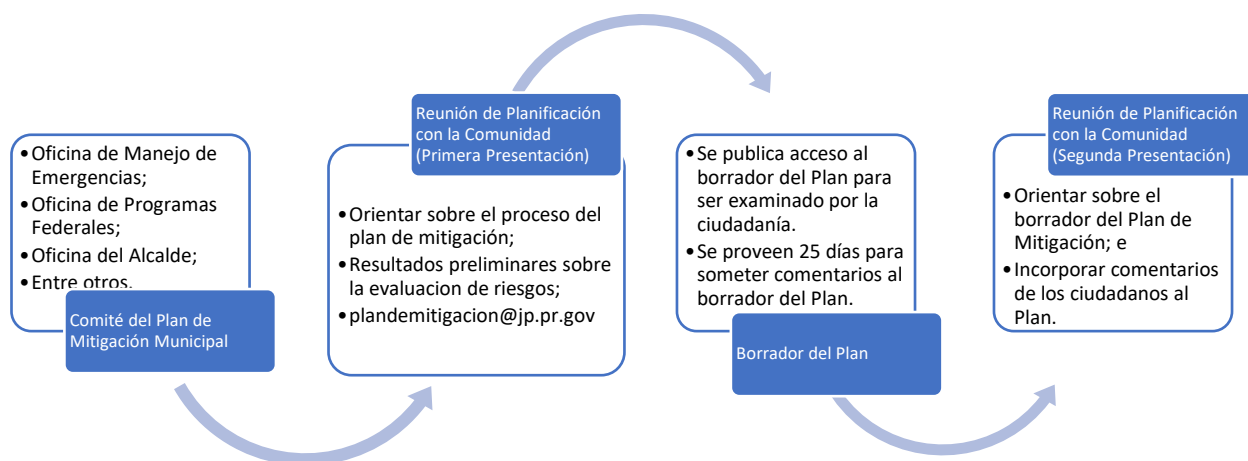 • Oficina de Manejo de
Emergencias;
• Oficina de Programas
Federales;
• Oficina del Alcalde;
• Entre otros.
Comité del Plan de
Mitigación Municipal
Reunión de Planificación
con la Comunidad
(Primera Presentación)
• Orientar sobre el proceso del
plan de mitigación;
• Resultados preliminares sobre
la evaluacion de riesgos;
• plandemitigacion@jp.pr.gov
• Se publica acceso al
borrador del Plan para
ser examinado por la
ciudadanía.
• Se proveen 25 días para
someter comentarios al
borrador del Plan.
Borrador del Plan
Reunión de Planificación
con la Comunidad
(Segunda Presentación)
• Orientar sobre el
borrador del Plan de
Mitigación; e
• Incorporar comentarios
de los ciudadanos al
Plan.